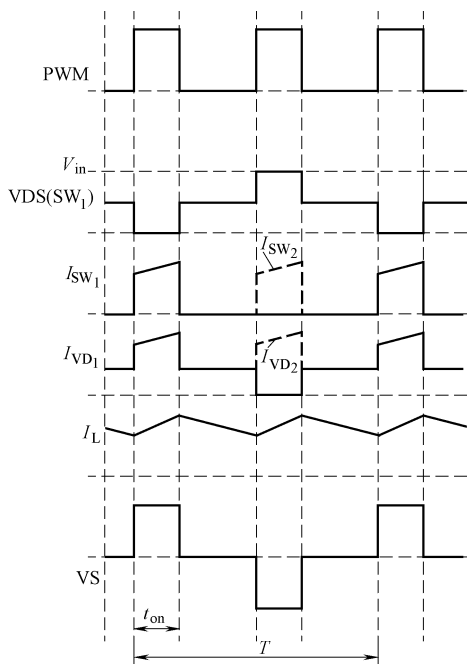 PWM
V_in
VDS(SW_1)
I_SW_2
I_SW_1
I_VD_1
I_VD_2
I_L
VS
t_on
T